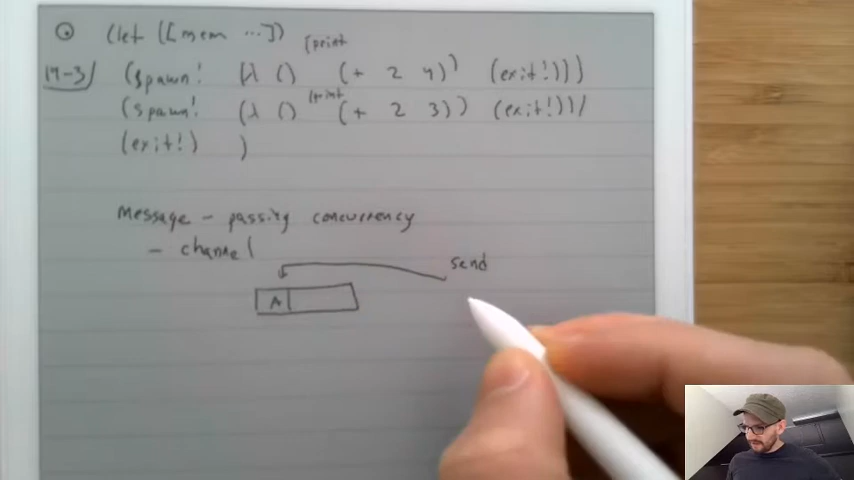 ⊙ (let ([mem ...])
(print
19-3/ (spawn! (λ () (+ 2 4)) (exit!)))
(print
(spawn! (λ () (+ 2 3)) (exit!)))/
(exit!) )
Message - passing concurrency
- channel
send
A